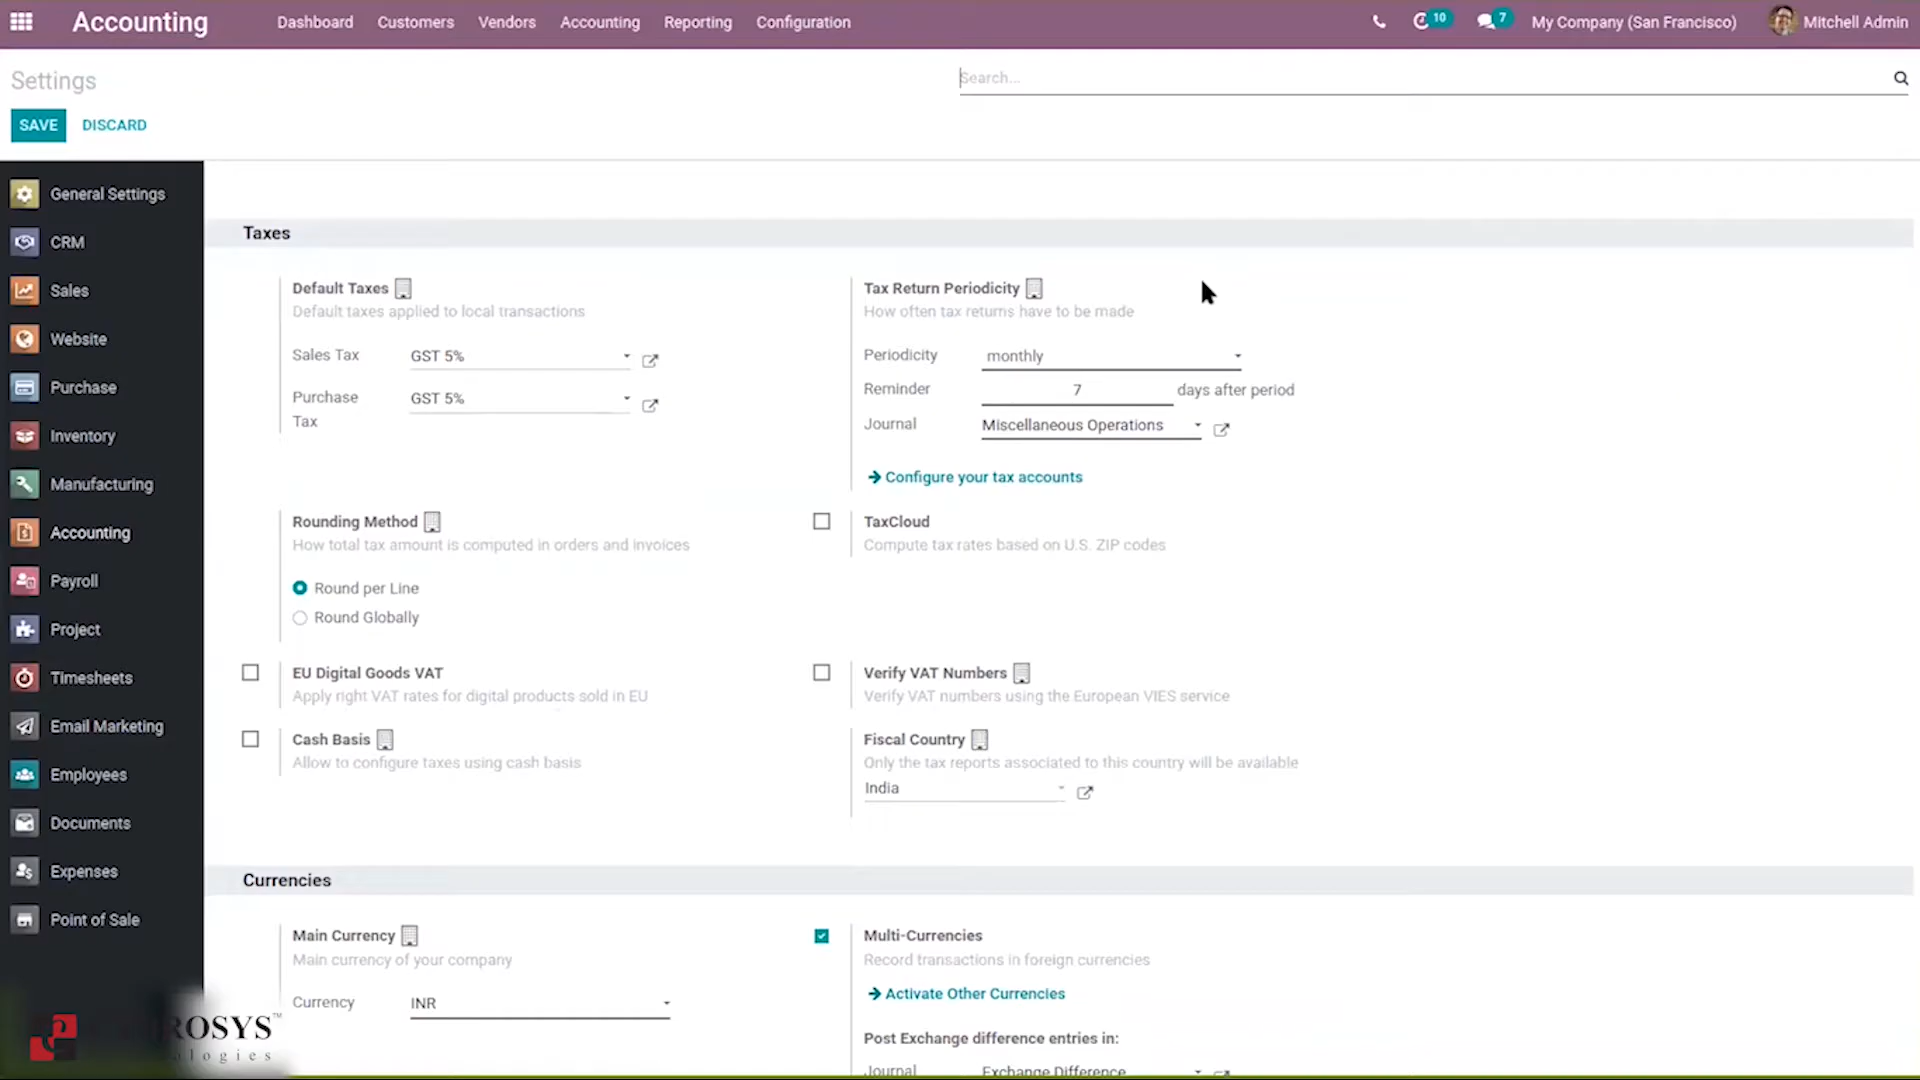 Accounting
Dashboard Customers Vendors Accounting Reporting Configuration
10 7 My Company (San Francisco) Mitchell Admin
Settings
Search...
SAVE DISCARD
General Settings
CRM
Sales
Website
Purchase
Inventory
Manufacturing
Accounting
Payroll
Project
Timesheets
Email Marketing
Employees
Documents
Expenses
Point of Sale
Taxes
Default Taxes
Default taxes applied to local transactions
Sales Tax GST 5%
Purchase Tax GST 5%
Tax Return Periodicity
How often tax returns have to be made
Periodicity monthly
Reminder 7 days after period
Journal Miscellaneous Operations
Configure your tax accounts
Rounding Method
How total tax amount is computed in orders and invoices
Round per Line
Round Globally
TaxCloud
Compute tax rates based on U.S. ZIP codes
EU Digital Goods VAT
Apply right VAT rates for digital products sold in EU
Verify VAT Numbers
Verify VAT numbers using the European VIES service
Cash Basis
Allow to configure taxes using cash basis
Fiscal Country
Only the tax reports associated to this country will be available
India
Currencies
Main Currency
Main currency of your company
Currency INR
Multi-Currencies
Record transactions in foreign currencies
Activate Other Currencies
Post Exchange difference entries in:
Journal Exchange Difference